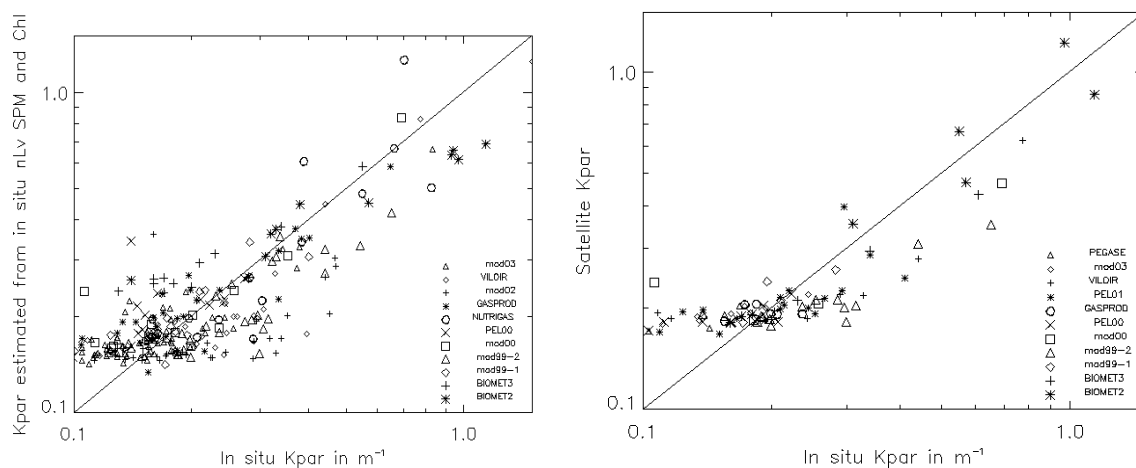 Kpar estimated from in situ nLv SPM and Chl
1.0
0.1
0.1
1.0
In situ Kpar in m⁻¹
mod03
VILOIR
mod02
GASPROD
NUTRIGAS
PEL00
mod00
mod99-2
mod99-1
BIOMET3
BIOMET2
Satellite Kpar
1.0
0.1
0.1
1.0
In situ Kpar in m⁻¹
PEGASE
mod03
VILOIR
PEL01
GASPROD
PEL00
mod00
mod99-2
mod99-1
BIOMET3
BIOMET2